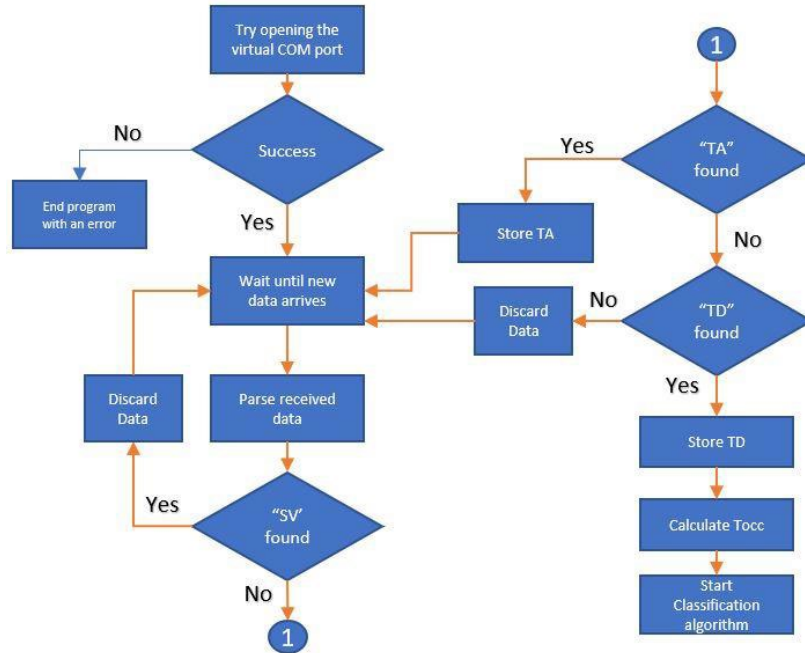 Try opening the
virtual COM port
No
Success
End program
with an error
Yes
Wait until new
data arrives
Discard
Data
Parse received
data
Yes
“SV’
found
No
1
1
“TA”
found
Yes
Store TA
No
“TD”
found
No
Discard
Data
Yes
Store TD
Calculate Tocc
Start
Classification
algorithm